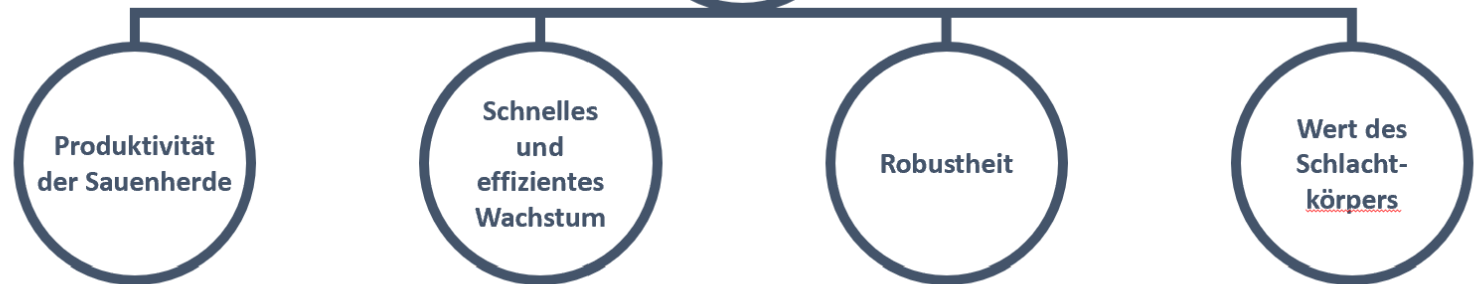 Produktivität
der Sauenherde
Schnelles
und
effizientes
Wachstum
Robustheit
Wert des
Schlacht-
körpers